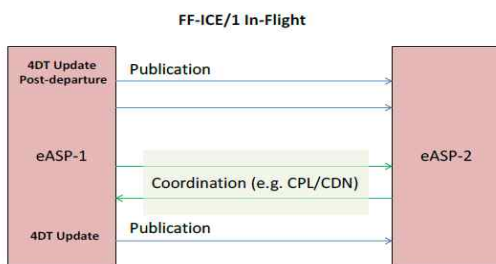 FF-ICE/1 In-Flight
4DT Update
Post-departure
Publication
eASP-1
eASP-2
Coordination (e.g. CPL/CDN)
Publication
4DT Update